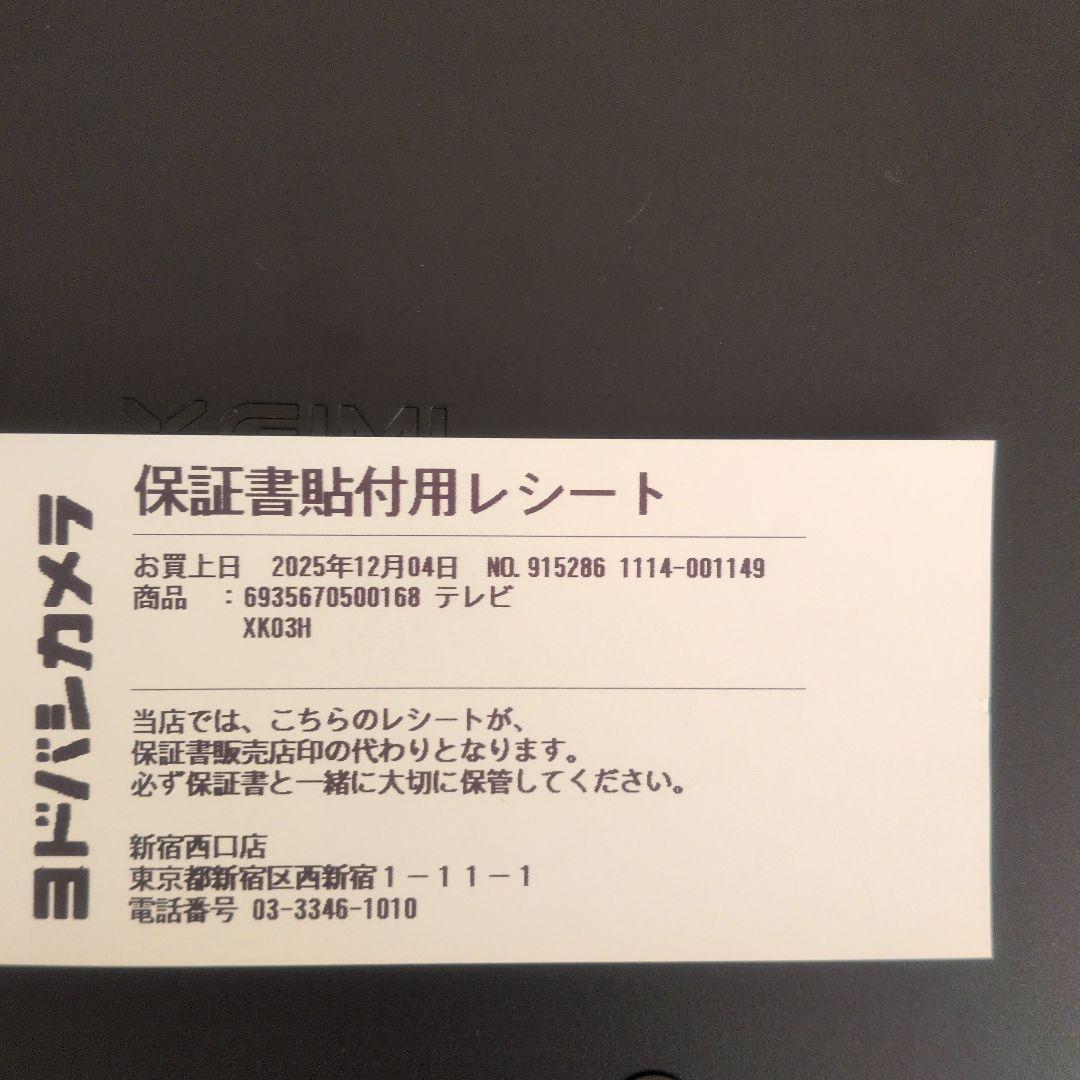 XGIMI
ヨドバシカメラ
保証書貼付用レシート
お買上日 2025年12月04日 NO.915286 1114-001149
商品 :6935670500168 テレビ
XK03H
当店では、こちらのレシートが、
保証書販売店印の代わりとなります。
必ず保証書と一緒に大切に保管してください。
新宿西口店
東京都新宿区西新宿1-11-1
電話番号 03-3346-1010